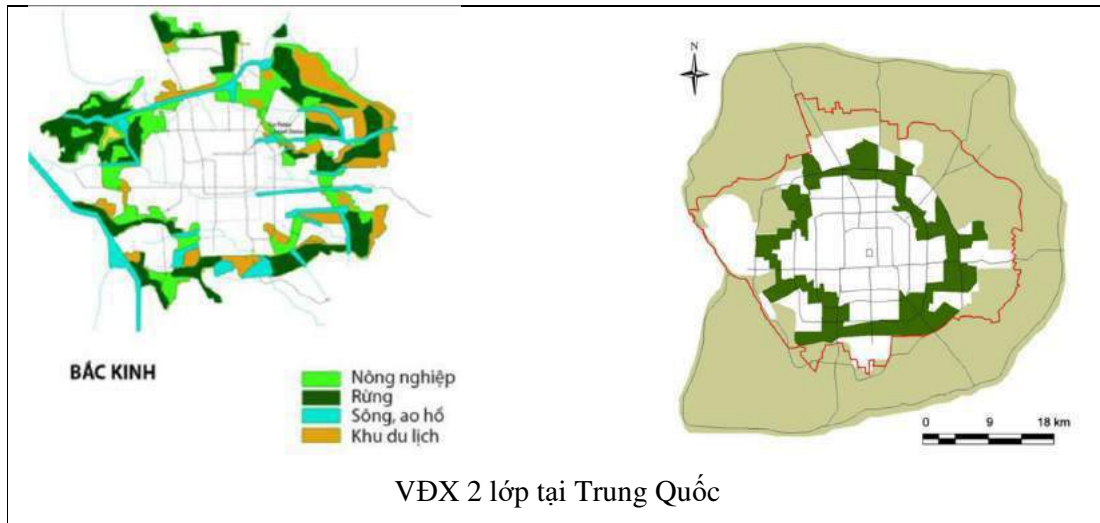 BẮC KINH
Nông nghiệp
Rừng
Sông, ao hồ
Khu du lịch
N
0 9 18 km
VĐX 2 lớp tại Trung Quốc